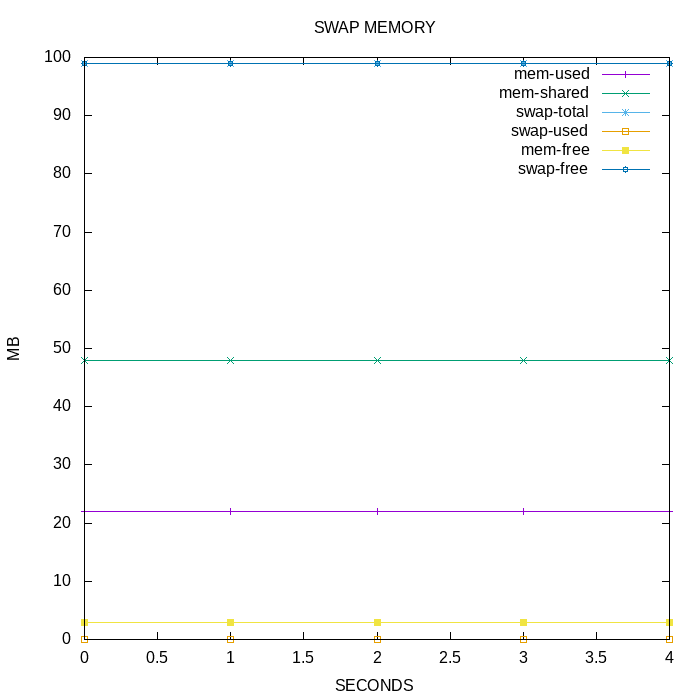 SWAP MEMORY
100
90
80
70
60
50
40
30
20
10
0
MB
mem-used
mem-shared
swap-total
swap-used
mem-free
swap-free
0 0.5 1 1.5 2 2.5 3 3.5 4
SECONDS